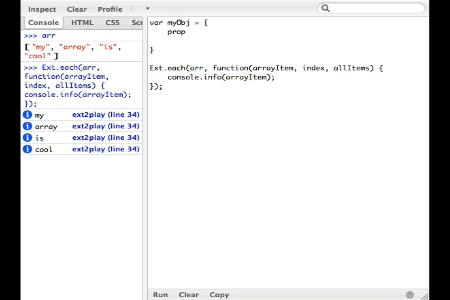 Inspect Clear Profile
Console HTML CSS Scr
>>> arr
["my", "array", "is",
"cool"]
>>> Ext.each(arr,
function(arrayItem,
index, allItems) {
console.info(arrayItem);
});
my ext2play (line 34)
array ext2play (line 34)
is ext2play (line 34)
cool ext2play (line 34)
var myObj = {
prop
}
Ext.each(arr, function(arrayItem, index, allItems) {
console.info(arrayItem);
});
Run Clear Copy